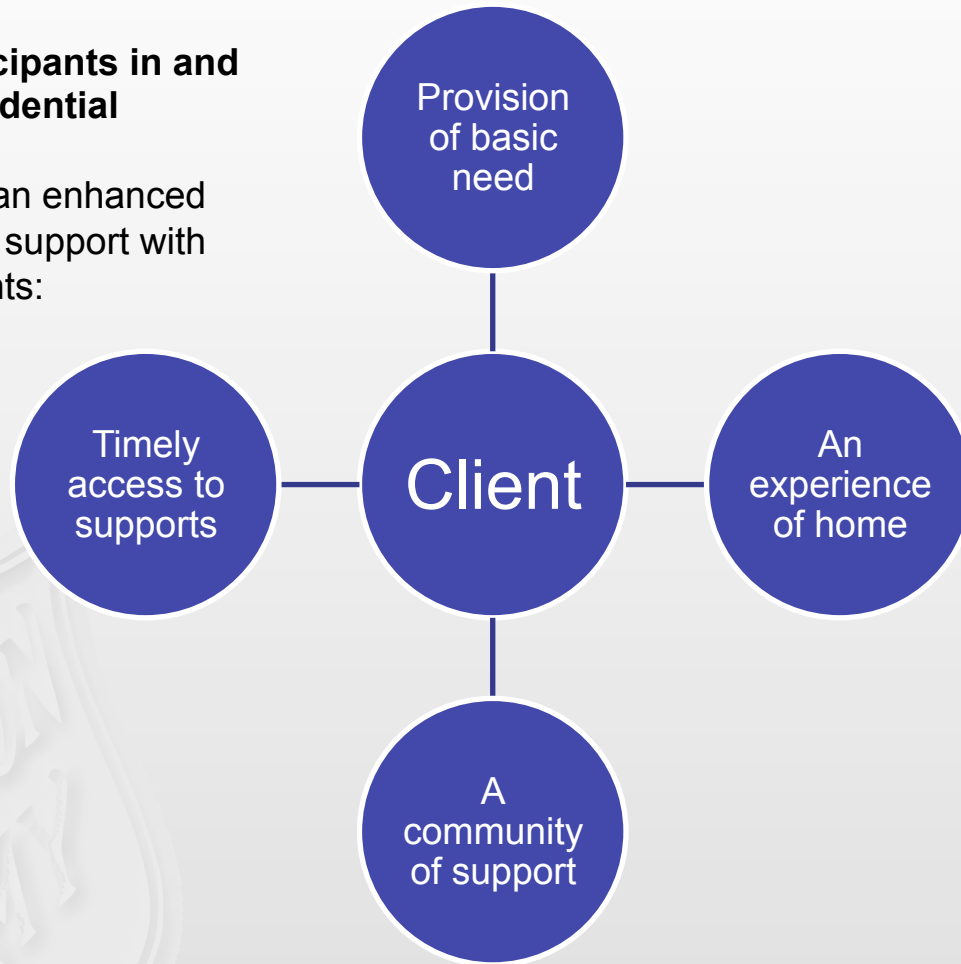 cipants in and
dential
an enhanced
support with
nts:
Provision
of basic
need
Timely
access to
supports
Client
An
experience
of home
A
community
of support